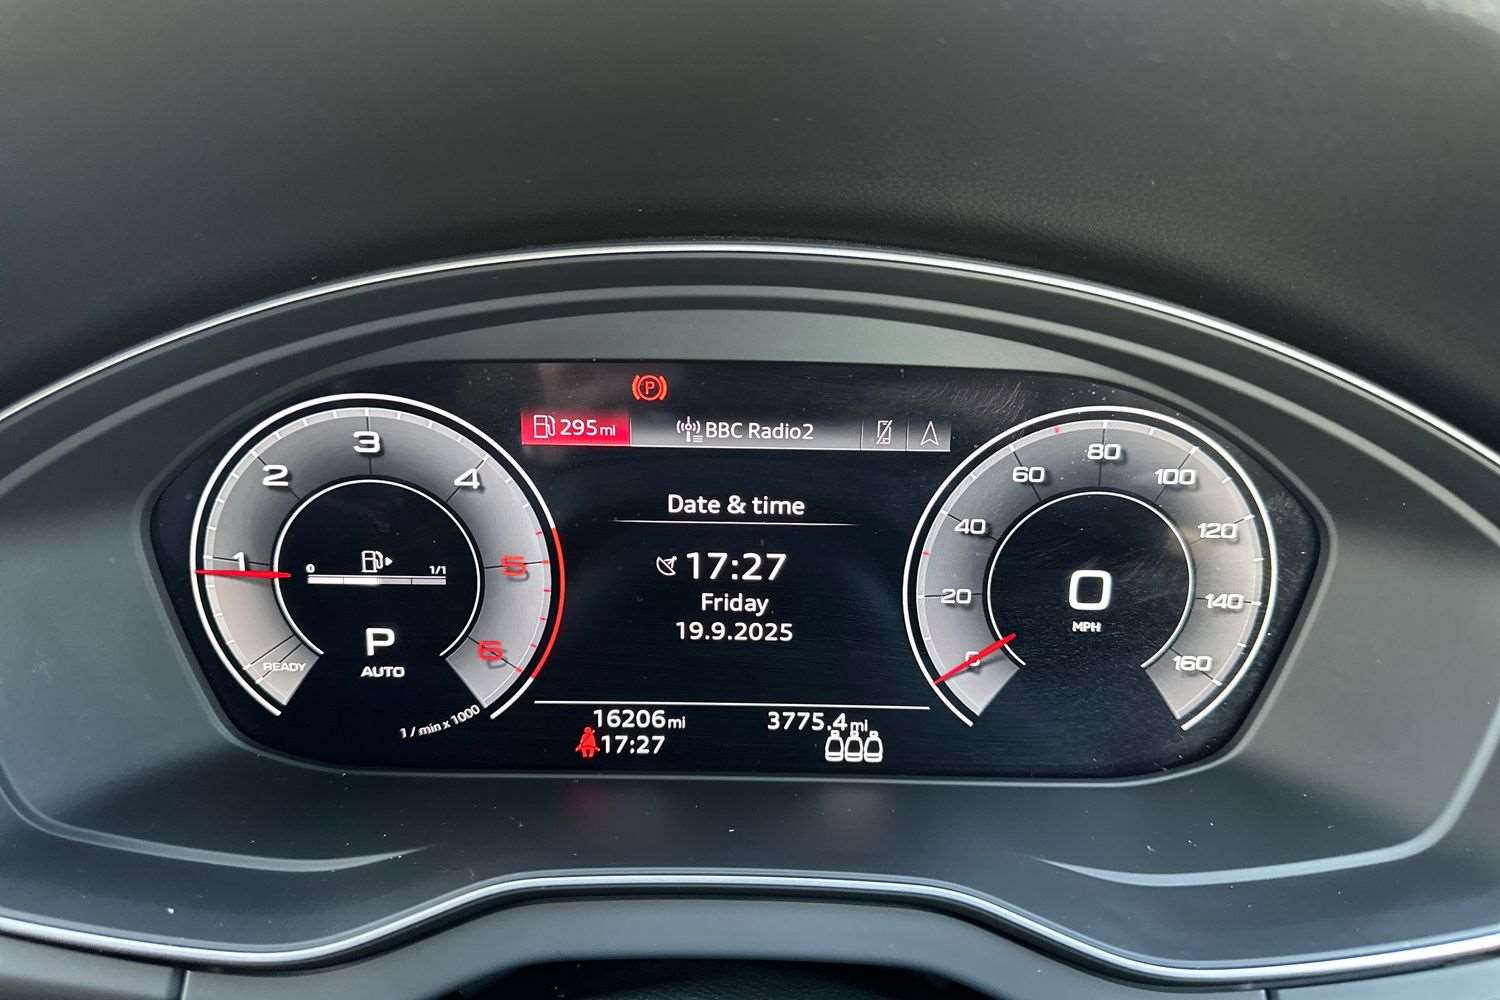 P
295 mi
BBC Radio2
1
2
3
4
5
6
READY
0
1/1
P
AUTO
1 / min x 1000
Date & time
17:27
Friday
19.9.2025
16206 mi
3775.4 mi
17:27
0
20
40
60
80
100
120
140
160
0
MPH